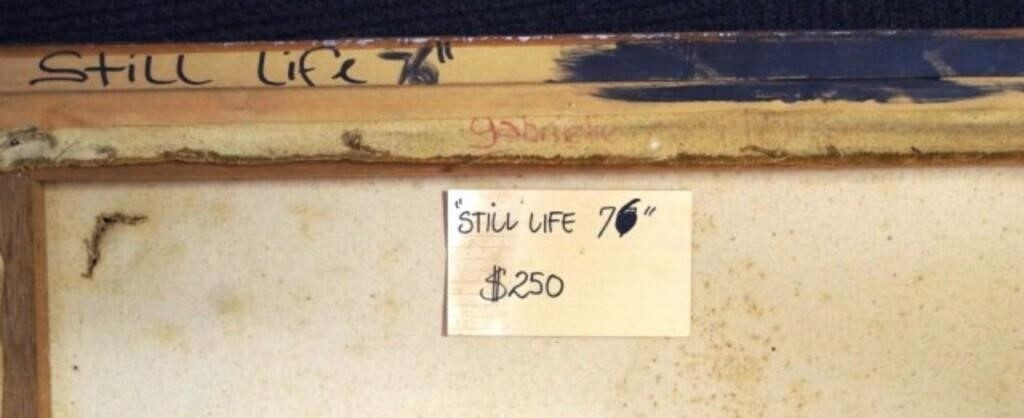 Still Life 76"
gabriele
"STILL LIFE 76"
$250